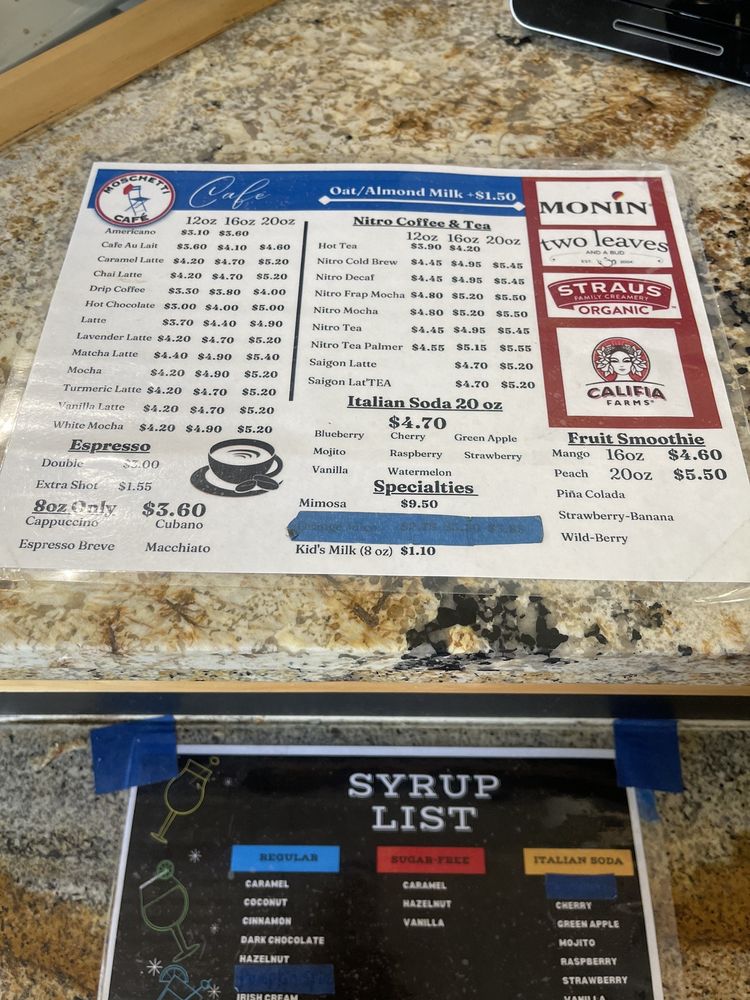 MOSCHETTI
CAFÉ
Café
Oat/Almond Milk +$1.50
12oz 16oz 20oz
Americano $3.10 $3.60
Cafe Au Lait $3.60 $4.10 $4.60
Caramel Latte $4.20 $4.70 $5.20
Chai Latte $4.20 $4.70 $5.20
Drip Coffee $3.30 $3.80 $4.00
Hot Chocolate $3.00 $4.00 $5.00
Latte $3.70 $4.40 $4.90
Lavender Latte $4.20 $4.70 $5.20
Matcha Latte $4.40 $4.90 $5.40
Mocha $4.20 $4.90 $5.20
Turmeric Latte $4.20 $4.70 $5.20
Vanilla Latte $4.20 $4.70 $5.20
White Mocha $4.20 $4.90 $5.20
Espresso
Double $3.00
Extra Shot $1.55
8oz Only $3.60
Cappuccino Cubano
Espresso Breve Macchiato
Nitro Coffee & Tea
12oz 16oz 20oz
Hot Tea $3.90 $4.20
Nitro Cold Brew $4.45 $4.95 $5.45
Nitro Decaf $4.45 $4.95 $5.45
Nitro Frap Mocha $4.80 $5.20 $5.50
Nitro Mocha $4.80 $5.20 $5.50
Nitro Tea $4.45 $4.95 $5.45
Nitro Tea Palmer $4.55 $5.15 $5.55
Saigon Latte $4.70 $5.20
Saigon Lat'TEA $4.70 $5.20
Italian Soda 20 oz
$4.70
Blueberry Cherry Green Apple
Mojito Raspberry Strawberry
Vanilla Watermelon
Specialties
Mimosa $9.50
Kid's Milk (8 oz) $1.10
MONIN
two leaves
AND A BUD
EST. 2004
STRAUS
FAMILY CREAMERY
ORGANIC
CALIFIA
FARMS
Fruit Smoothie
Mango 16oz $4.60
Peach 20oz $5.50
Piña Colada
Strawberry-Banana
Wild-Berry
SYRUP
LIST
REGULAR
CARAMEL
COCONUT
CINNAMON
DARK CHOCOLATE
HAZELNUT
IRISH CREAM
SUGAR-FREE
CARAMEL
HAZELNUT
VANILLA
ITALIAN SODA
CHERRY
GREEN APPLE
MOJITO
RASPBERRY
STRAWBERRY
VANILLA